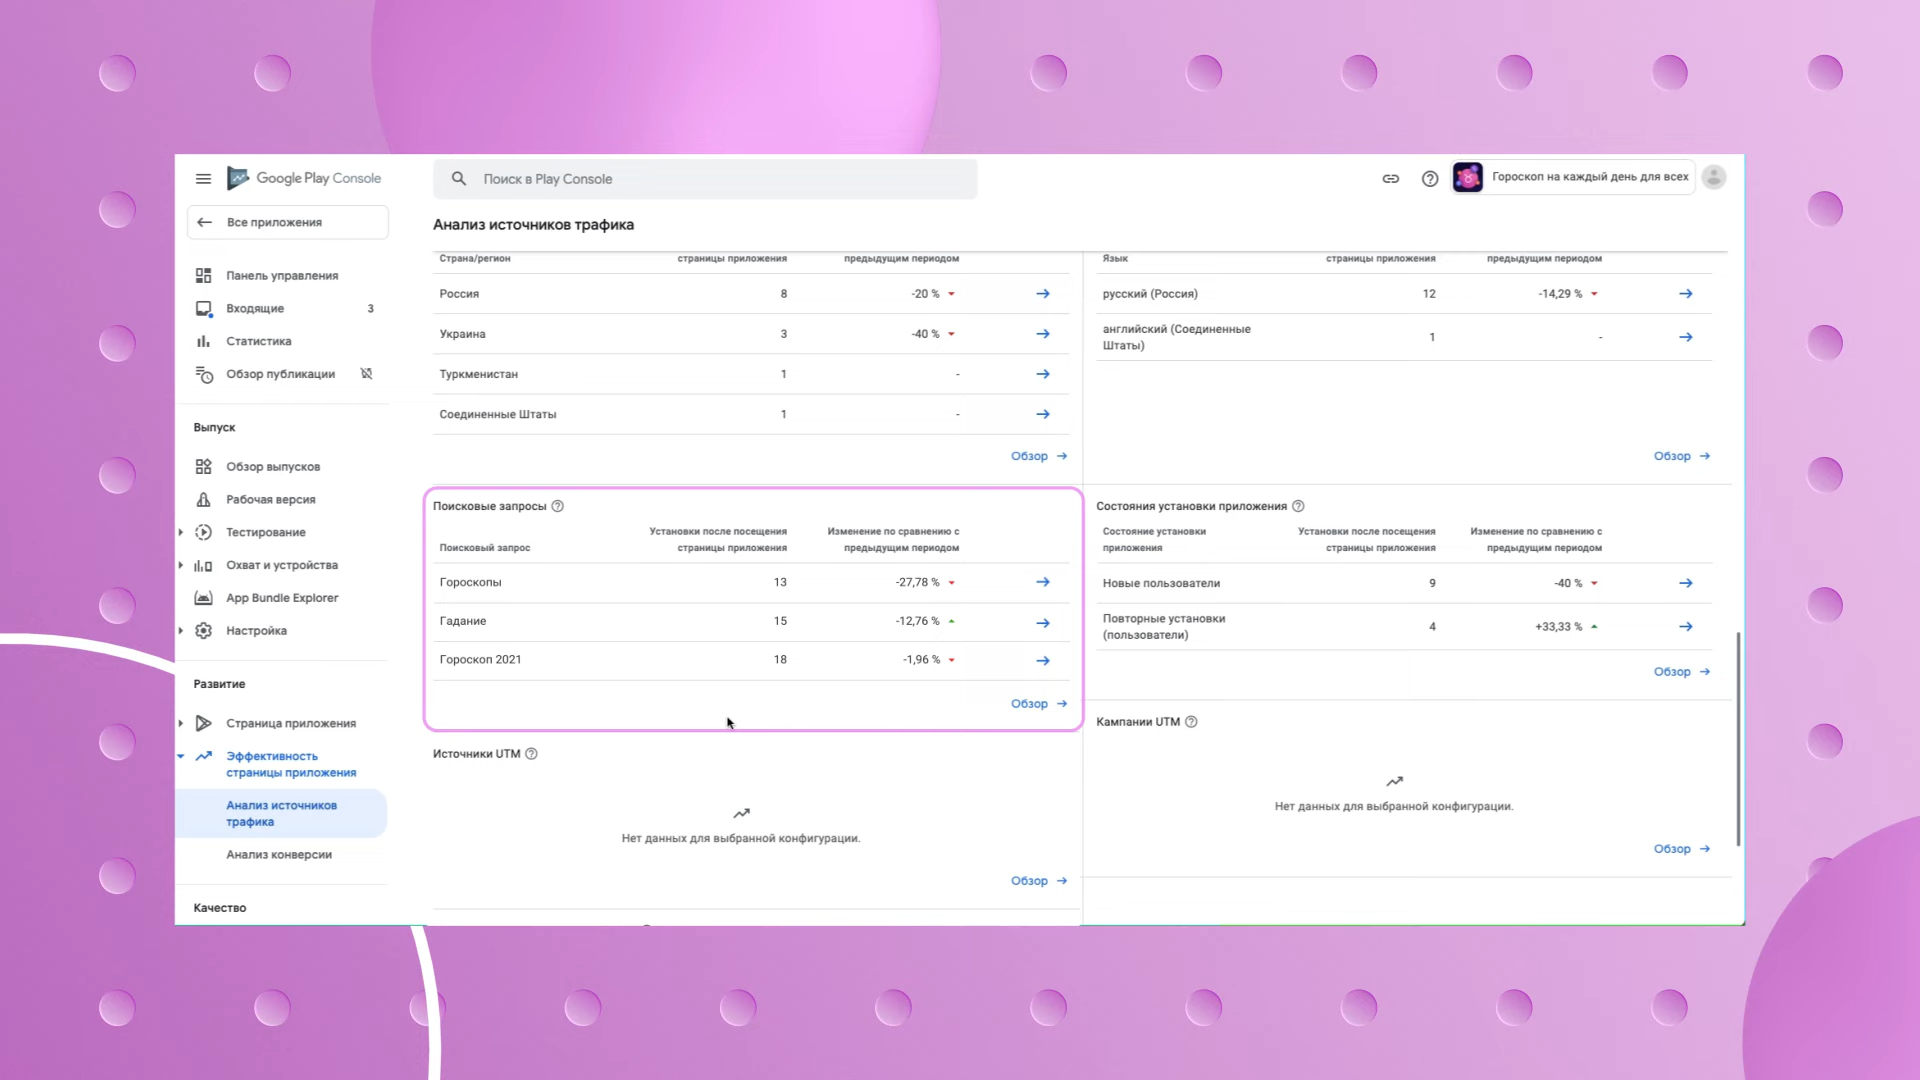 Google Play Console
Поиск в Play Console
Гороскоп на каждый день для всех
Все приложения
Анализ источников трафика
Панель управления
Входящие 3
Статистика
Обзор публикации
Выпуск
Обзор выпусков
Рабочая версия
Тестирование
Охват и устройства
App Bundle Explorer
Настройка
Развитие
Страница приложения
Эффективность
страницы приложения
Анализ источников
трафика
Анализ конверсии
Качество
Страна/регион страницы приложения предыдущим периодом
Россия 8 -20 %
Украина 3 -40 %
Туркменистан 1 -
Соединенные Штаты 1 -
Обзор
Язык страницы приложения предыдущим периодом
русский (Россия) 12 -14,29 %
английский (Соединенные
Штаты) 1 -
Обзор
Поисковые запросы
Установки после посещения Изменение по сравнению с
Поисковый запрос страницы приложения предыдущим периодом
Гороскопы 13 -27,78 %
Гадание 15 -12,76 %
Гороскоп 2021 18 -1,96 %
Обзор
Состояния установки приложения
Состояние установки Установки после посещения Изменение по сравнению с
приложения страницы приложения предыдущим периодом
Новые пользователи 9 -40 %
Повторные установки
(пользователи) 4 +33,33 %
Обзор
Источники UTM
Нет данных для выбранной конфигурации.
Обзор
Кампании UTM
Нет данных для выбранной конфигурации.
Обзор